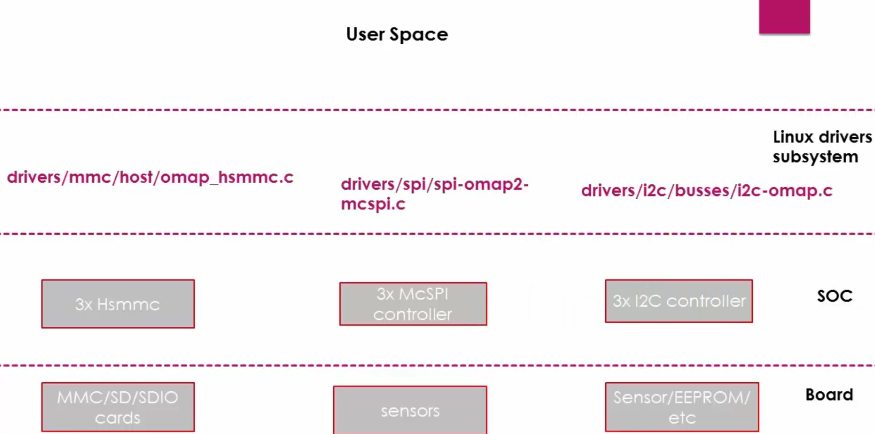 User Space
Linux drivers
subsystem
drivers/mmc/host/omap_hsmmc.c
drivers/spi/spi-omap2-
mcspi.c
drivers/i2c/busses/i2c-omap.c
3x Hsmmc
3x McSPI
controller
3x I2C controller
SOC
MMC/SD/SDIO
cards
sensors
Sensor/EEPROM/
etc
Board